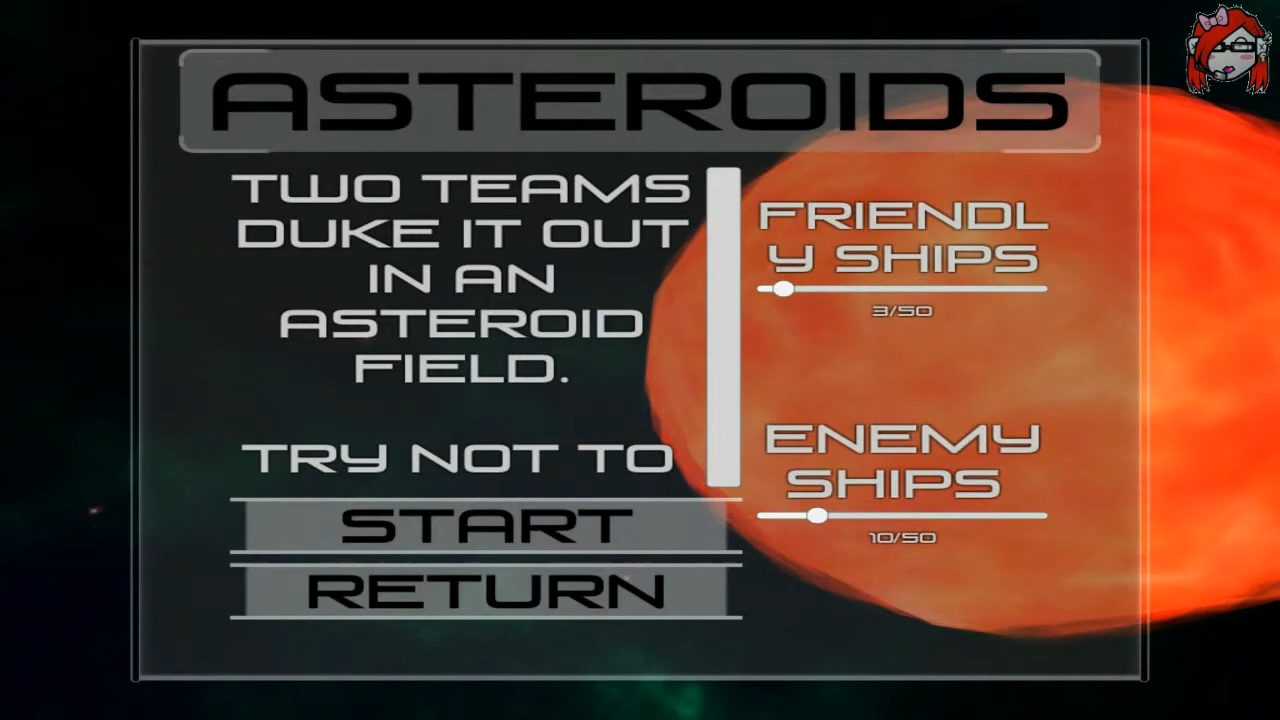 ASTEROIDS
TWO TEAMS
DUKE IT OUT
IN AN
ASTEROID
FIELD.
TRY NOT TO
START
RETURN
FRIENDL
Y SHIPS
3/50
ENEMY
SHIPS
10/50